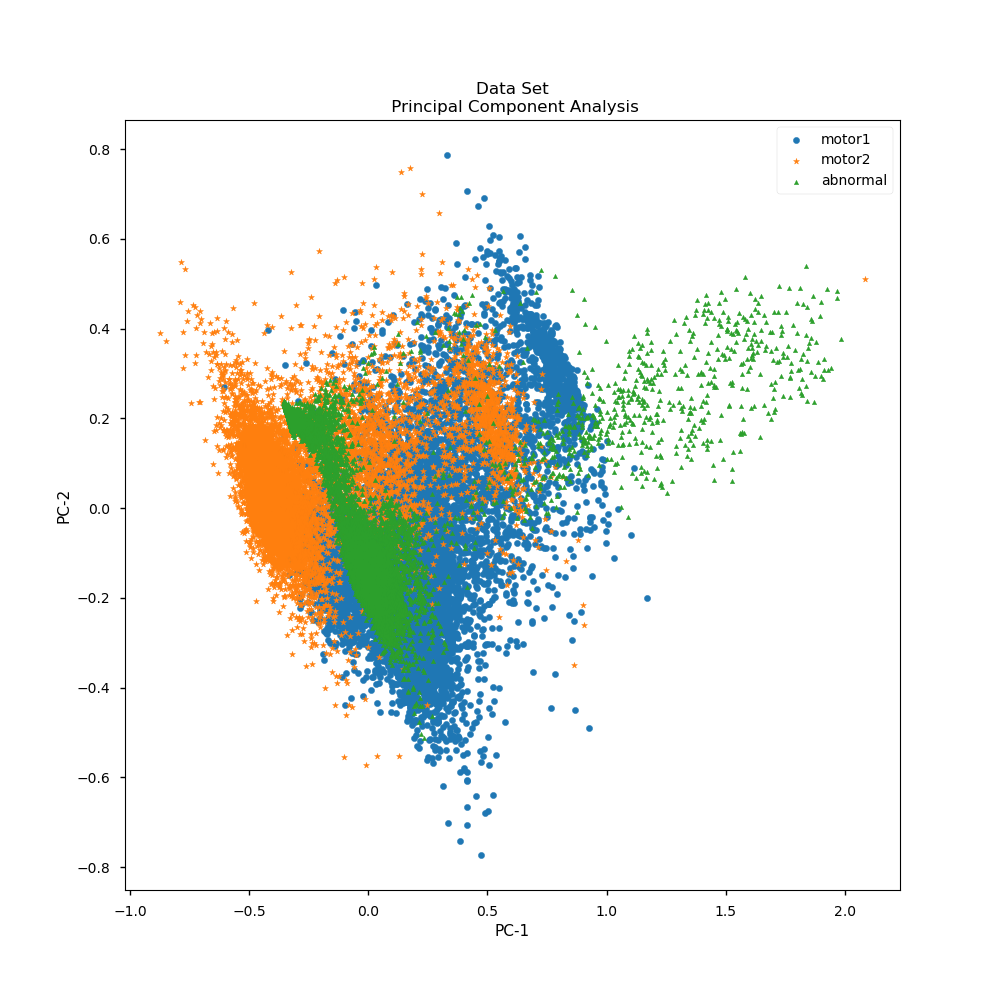 Data Set
Principal Component Analysis
motor1
motor2
abnormal
0.8
0.6
0.4
0.2
0.0
−0.2
−0.4
−0.6
−0.8
PC-2
−1.0 −0.5 0.0 0.5 1.0 1.5 2.0
PC-1